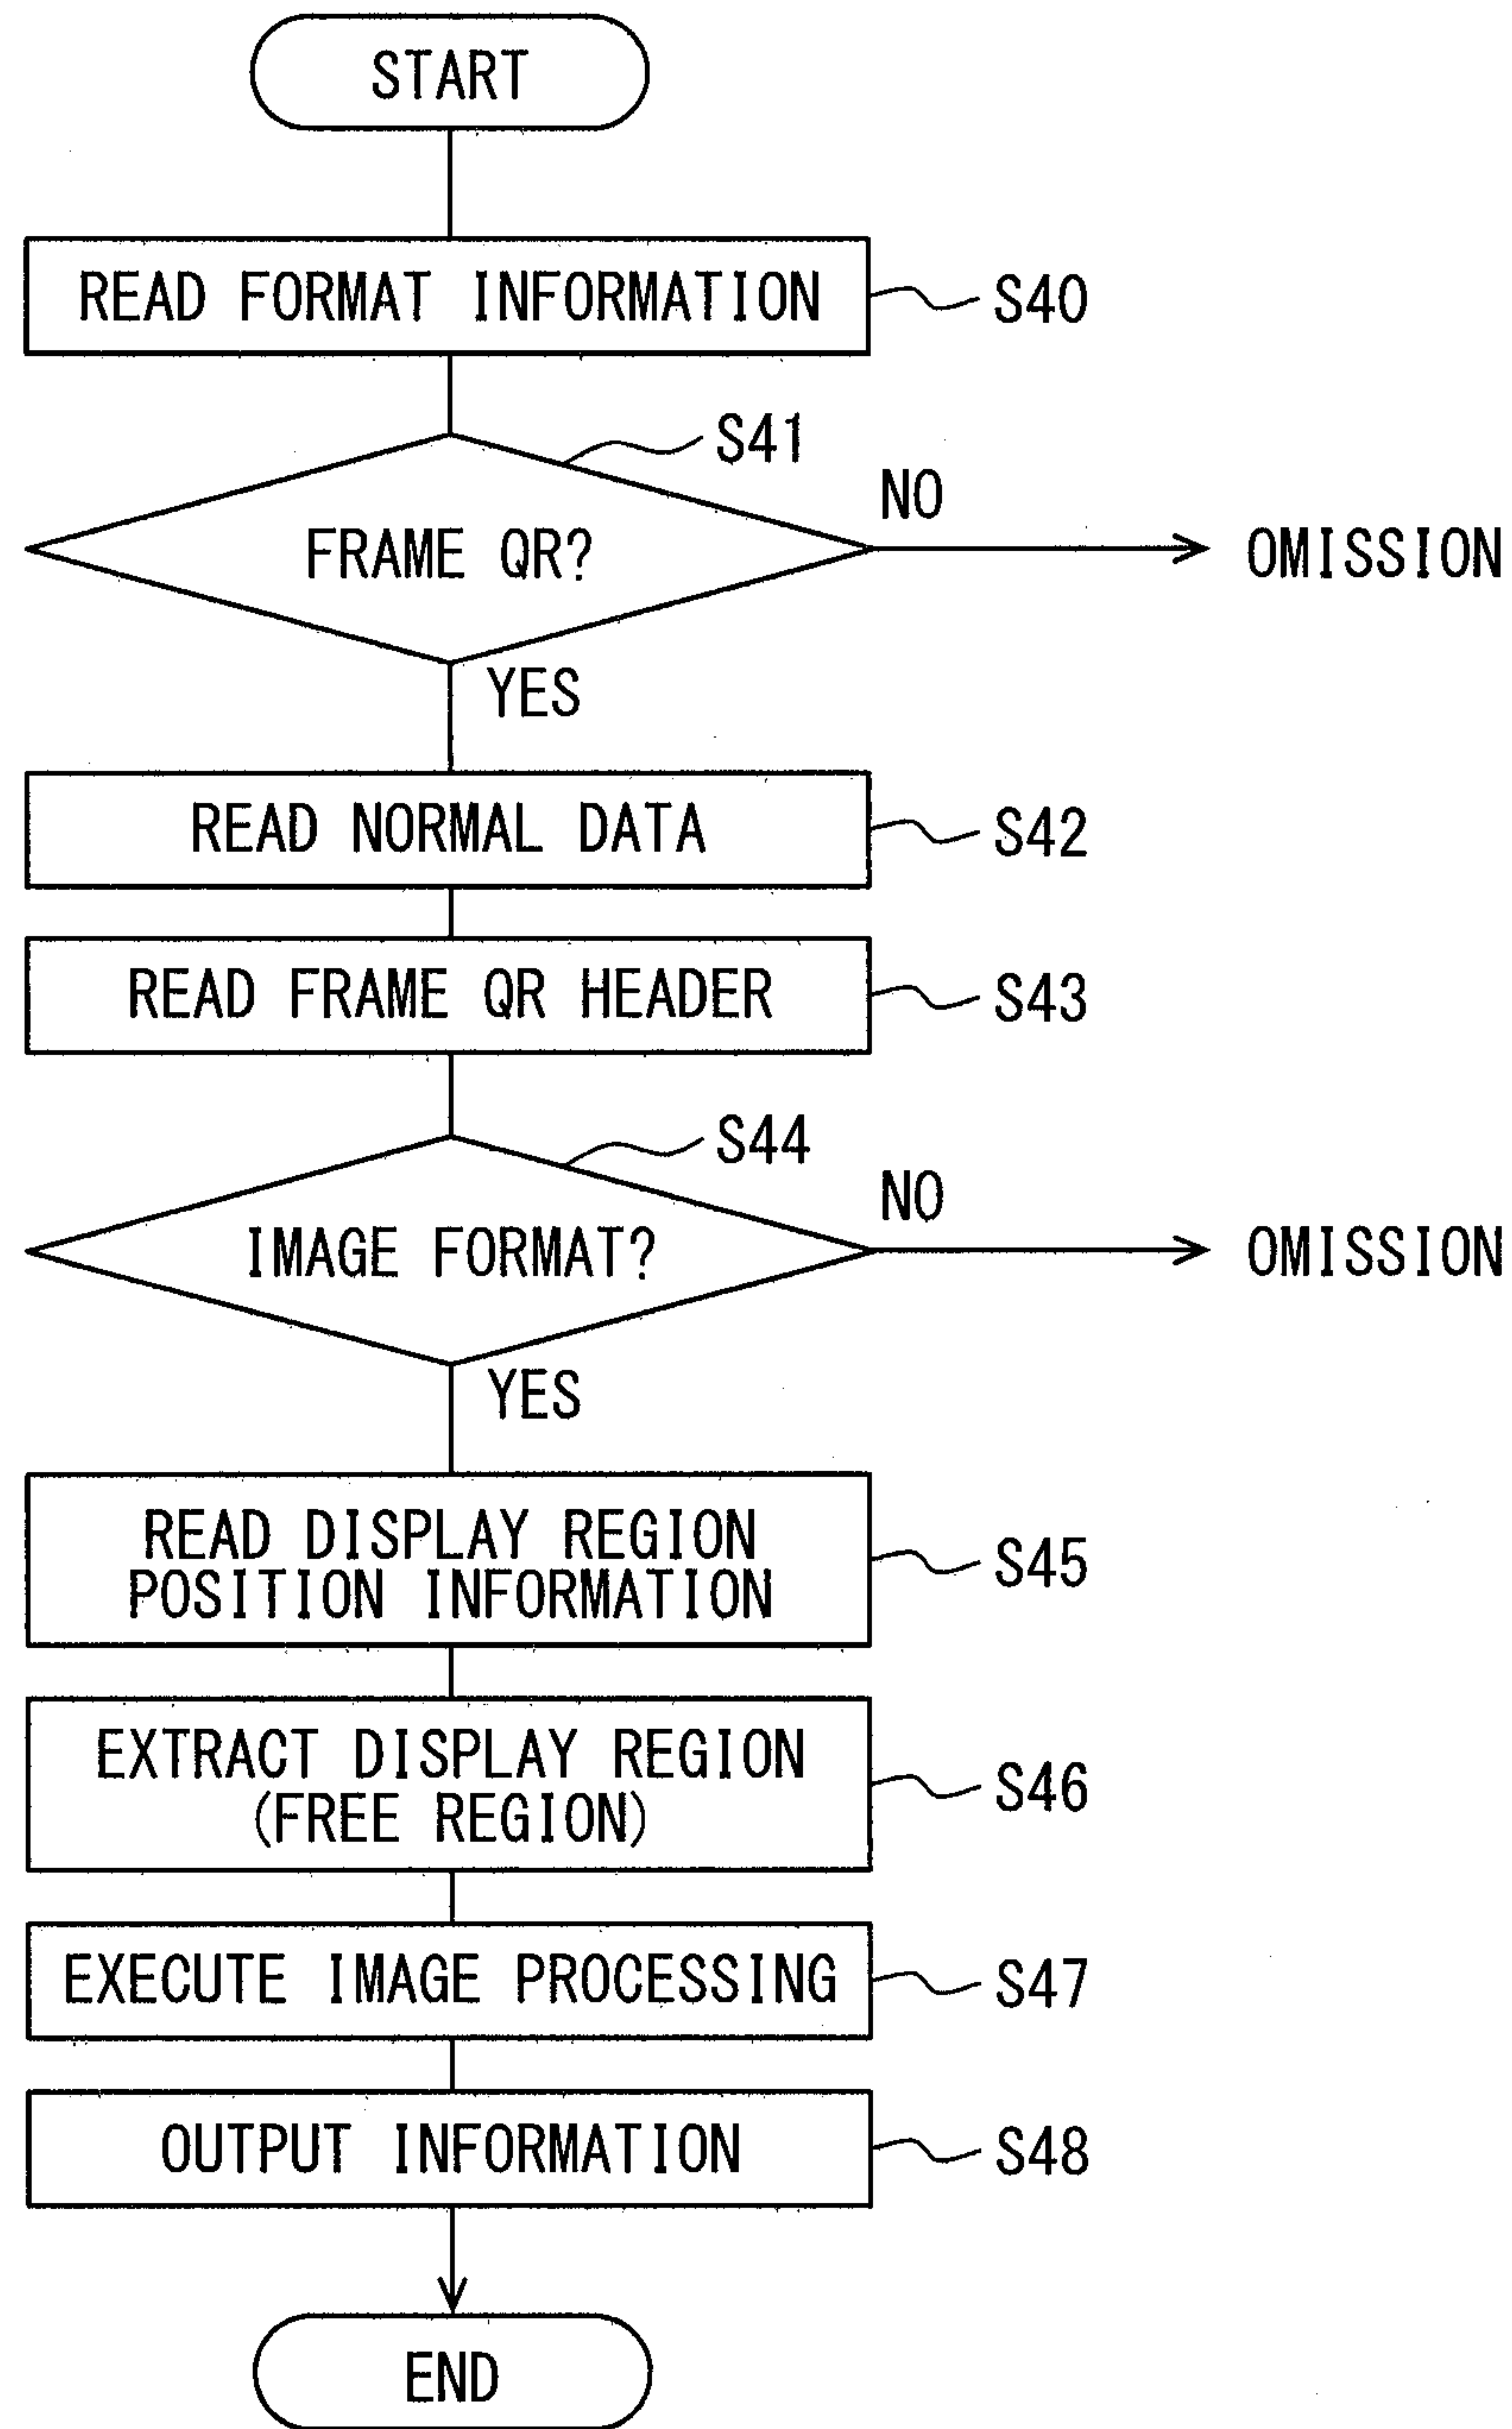 START
READ FORMAT INFORMATION
S40
S41
FRAME QR?
NO
OMISSION
YES
READ NORMAL DATA
S42
READ FRAME QR HEADER
S43
S44
IMAGE FORMAT?
NO
OMISSION
YES
READ DISPLAY REGION
POSITION INFORMATION
S45
EXTRACT DISPLAY REGION
(FREE REGION)
S46
EXECUTE IMAGE PROCESSING
S47
OUTPUT INFORMATION
S48
END